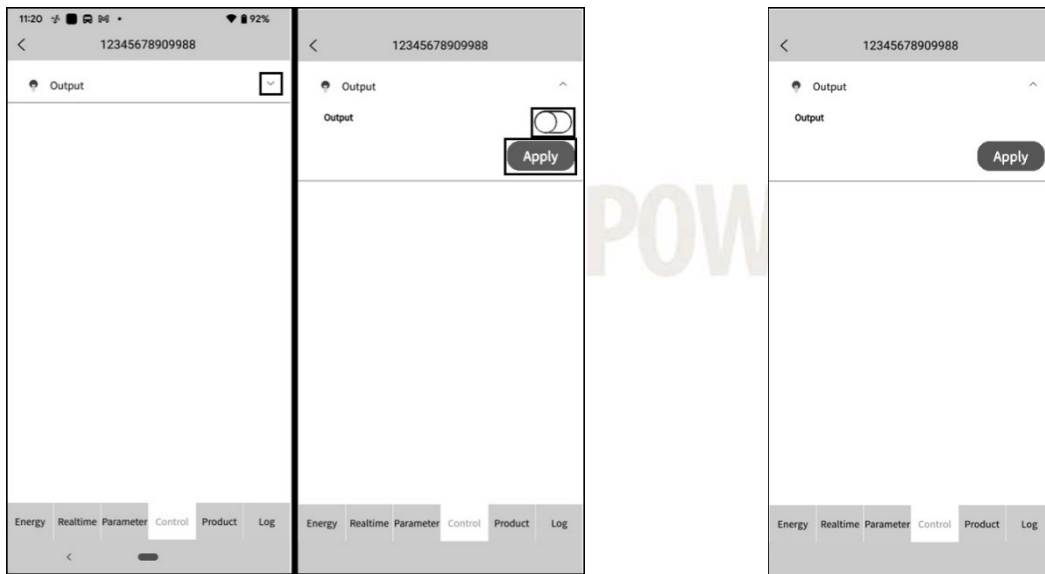 11:20 92%
12345678909988
Output
Energy Realtime Parameter Control Product Log
12345678909988
Output
Output
Apply
Energy Realtime Parameter Control Product Log
POW
12345678909988
Output
Output
Apply
Energy Realtime Parameter Control Product Log